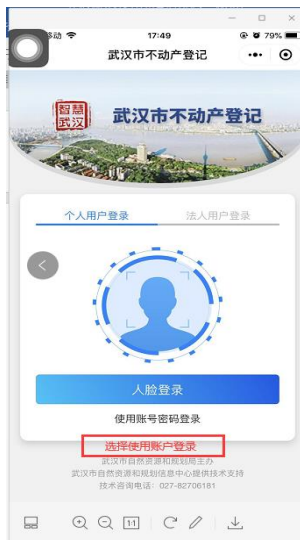 移动
17:49
79%
武汉市不动产登记
智慧
武汉
武汉市不动产登记
个人用户登录
法人用户登录
人脸登录
使用账号密码登录
选择使用账户登录
武汉市自然资源和规划局主办
武汉市自然资源和规划信息中心提供技术支持
技术咨询电话：027-82706181
1:1